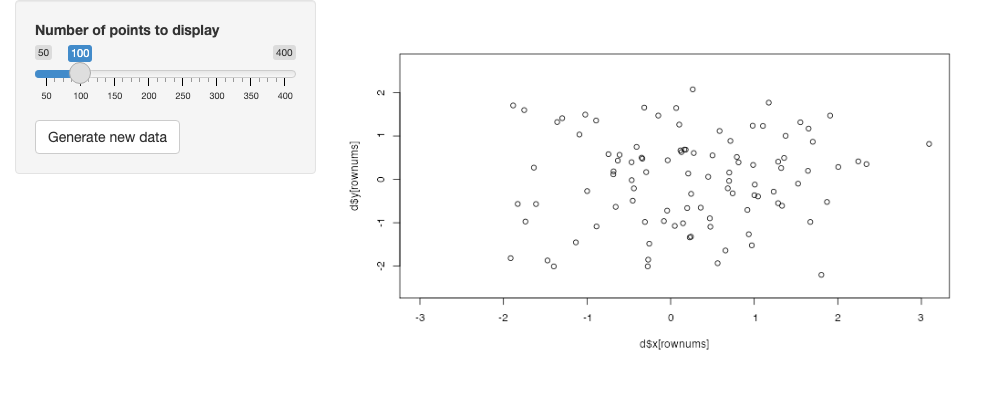 Number of points to display
50 100 400
50 100 150 200 250 300 350 400
Generate new data
d$y[rownums]
2
1
0
-1
-2
-3 -2 -1 0 1 2 3
d$x[rownums]